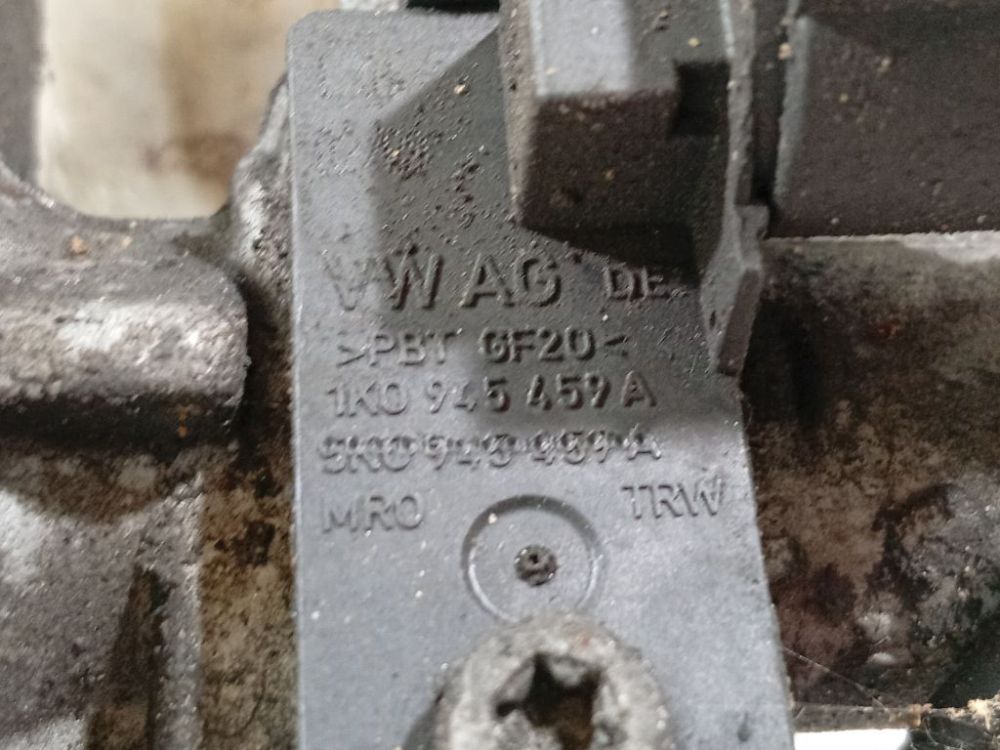 VW AG DE
>PBT GF20<
1K0 945 459 A
5K0 945 459 A
MRO TRW